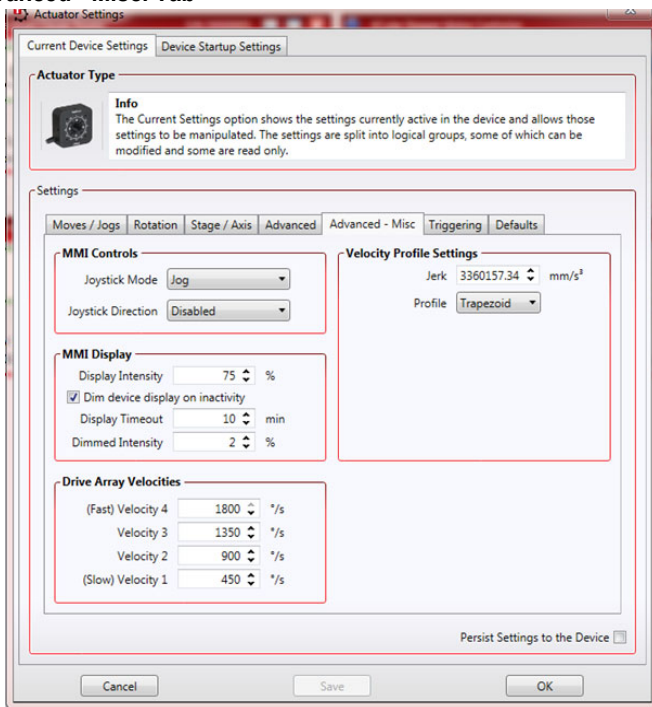 Actuator Settings
Current Device Settings Device Startup Settings
Actuator Type
Info
The Current Settings option shows the settings currently active in the device and allows those
settings to be manipulated. The settings are split into logical groups, some of which can be
modified and some are read only.
Settings
Moves / Jogs Rotation Stage / Axis Advanced Advanced - Misc Triggering Defaults
MMI Controls
Joystick Mode Jog
Joystick Direction Disabled
MMI Display
Display Intensity 75 %
Dim device display on inactivity
Display Timeout 10 min
Dimmed Intensity 2 %
Drive Array Velocities
(Fast) Velocity 4 1800 °/s
Velocity 3 1350 °/s
Velocity 2 900 °/s
(Slow) Velocity 1 450 °/s
Velocity Profile Settings
Jerk 3360157.34 mm/s³
Profile Trapezoid
Persist Settings to the Device
Cancel Save OK